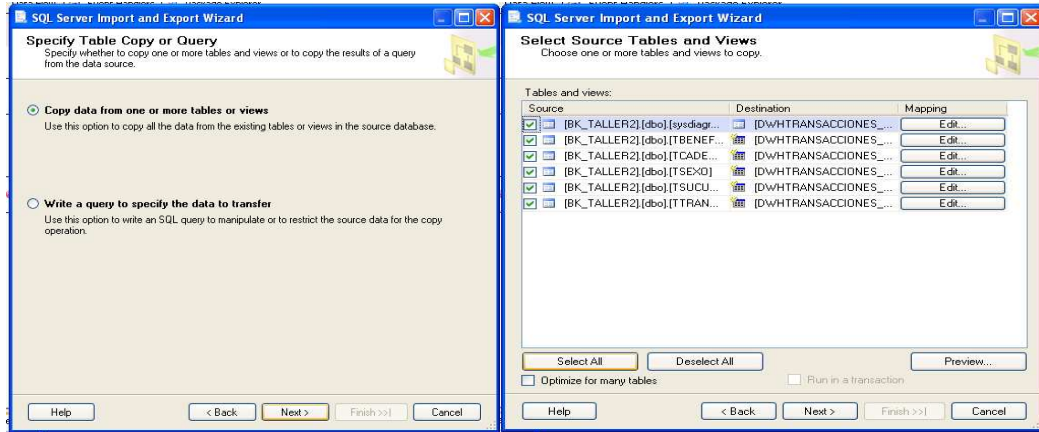 SQL Server Import and Export Wizard
Specify Table Copy or Query
Specify whether to copy one or more tables and views or to copy the results of a query
from the data source.
Copy data from one or more tables or views
Use this option to copy all the data from the existing tables or views in the source database.
Write a query to specify the data to transfer
Use this option to write an SQL query to manipulate or to restrict the source data for the copy
operation.
Help < Back Next > Finish >>| Cancel
SQL Server Import and Export Wizard
Select Source Tables and Views
Choose one or more tables and views to copy.
Tables and views:
Source Destination Mapping
[BK_TALLER2].[dbo].[sysdiagr... [DWHTRANSACCIONES_... Edit...
[BK_TALLER2].[dbo].[TBENEF... [DWHTRANSACCIONES_... Edit...
[BK_TALLER2].[dbo].[TCADE... [DWHTRANSACCIONES_... Edit...
[BK_TALLER2].[dbo].[TSEXO] [DWHTRANSACCIONES_... Edit...
[BK_TALLER2].[dbo].[TSUCU... [DWHTRANSACCIONES_... Edit...
[BK_TALLER2].[dbo].[TTRAN... [DWHTRANSACCIONES_... Edit...
Select All Deselect All Preview...
Optimize for many tables Run in a transaction
Help < Back Next > Finish >>| Cancel